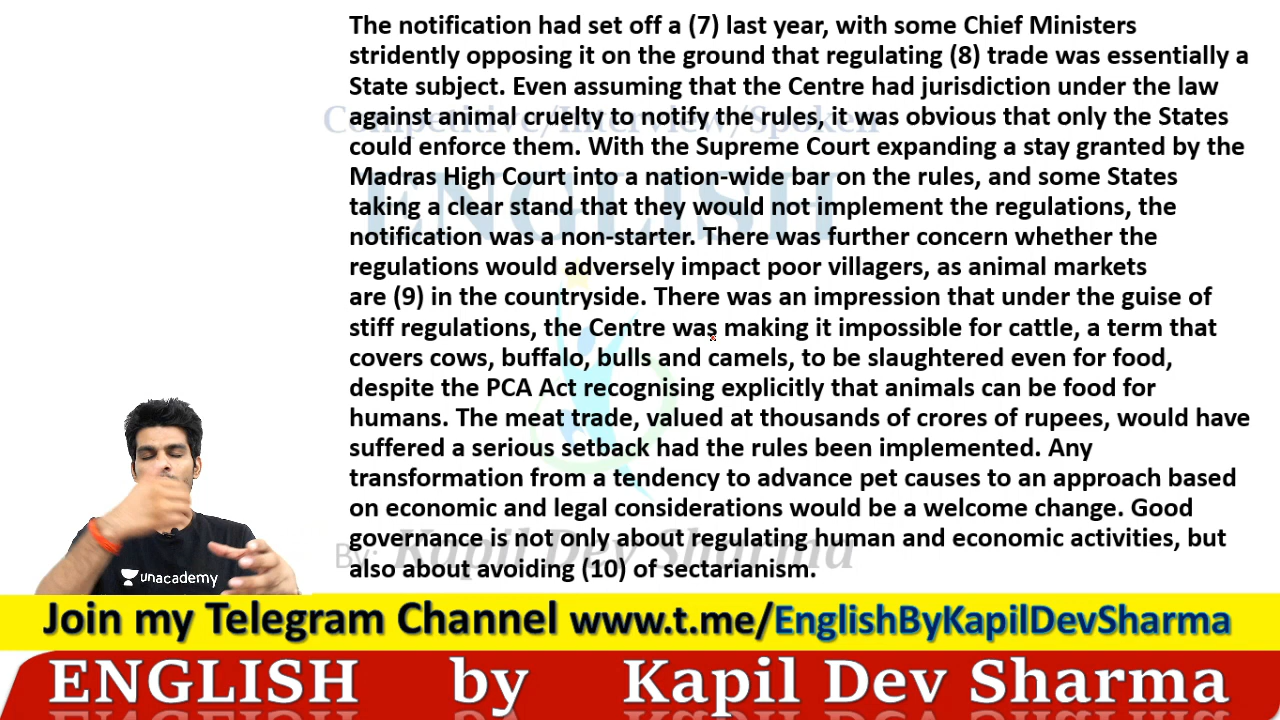 The notification had set off a (7) last year, with some Chief Ministers
stridently opposing it on the ground that regulating (8) trade was essentially a
State subject. Even assuming that the Centre had jurisdiction under the law
against animal cruelty to notify the rules, it was obvious that only the States
could enforce them. With the Supreme Court expanding a stay granted by the
Madras High Court into a nation-wide bar on the rules, and some States
taking a clear stand that they would not implement the regulations, the
notification was a non-starter. There was further concern whether the
regulations would adversely impact poor villagers, as animal markets
are (9) in the countryside. There was an impression that under the guise of
stiff regulations, the Centre was making it impossible for cattle, a term that
covers cows, buffalo, bulls and camels, to be slaughtered even for food,
despite the PCA Act recognising explicitly that animals can be food for
humans. The meat trade, valued at thousands of crores of rupees, would have
suffered a serious setback had the rules been implemented. Any
transformation from a tendency to advance pet causes to an approach based
on economic and legal considerations would be a welcome change. Good
governance is not only about regulating human and economic activities, but
also about avoiding (10) of sectarianism.
Competitive/Interview/Spoken
ENGLISH
By: Kapil Dev Sharma
unacademy
Join my Telegram Channel www.t.me/EnglishByKapilDevSharma
ENGLISH by Kapil Dev Sharma